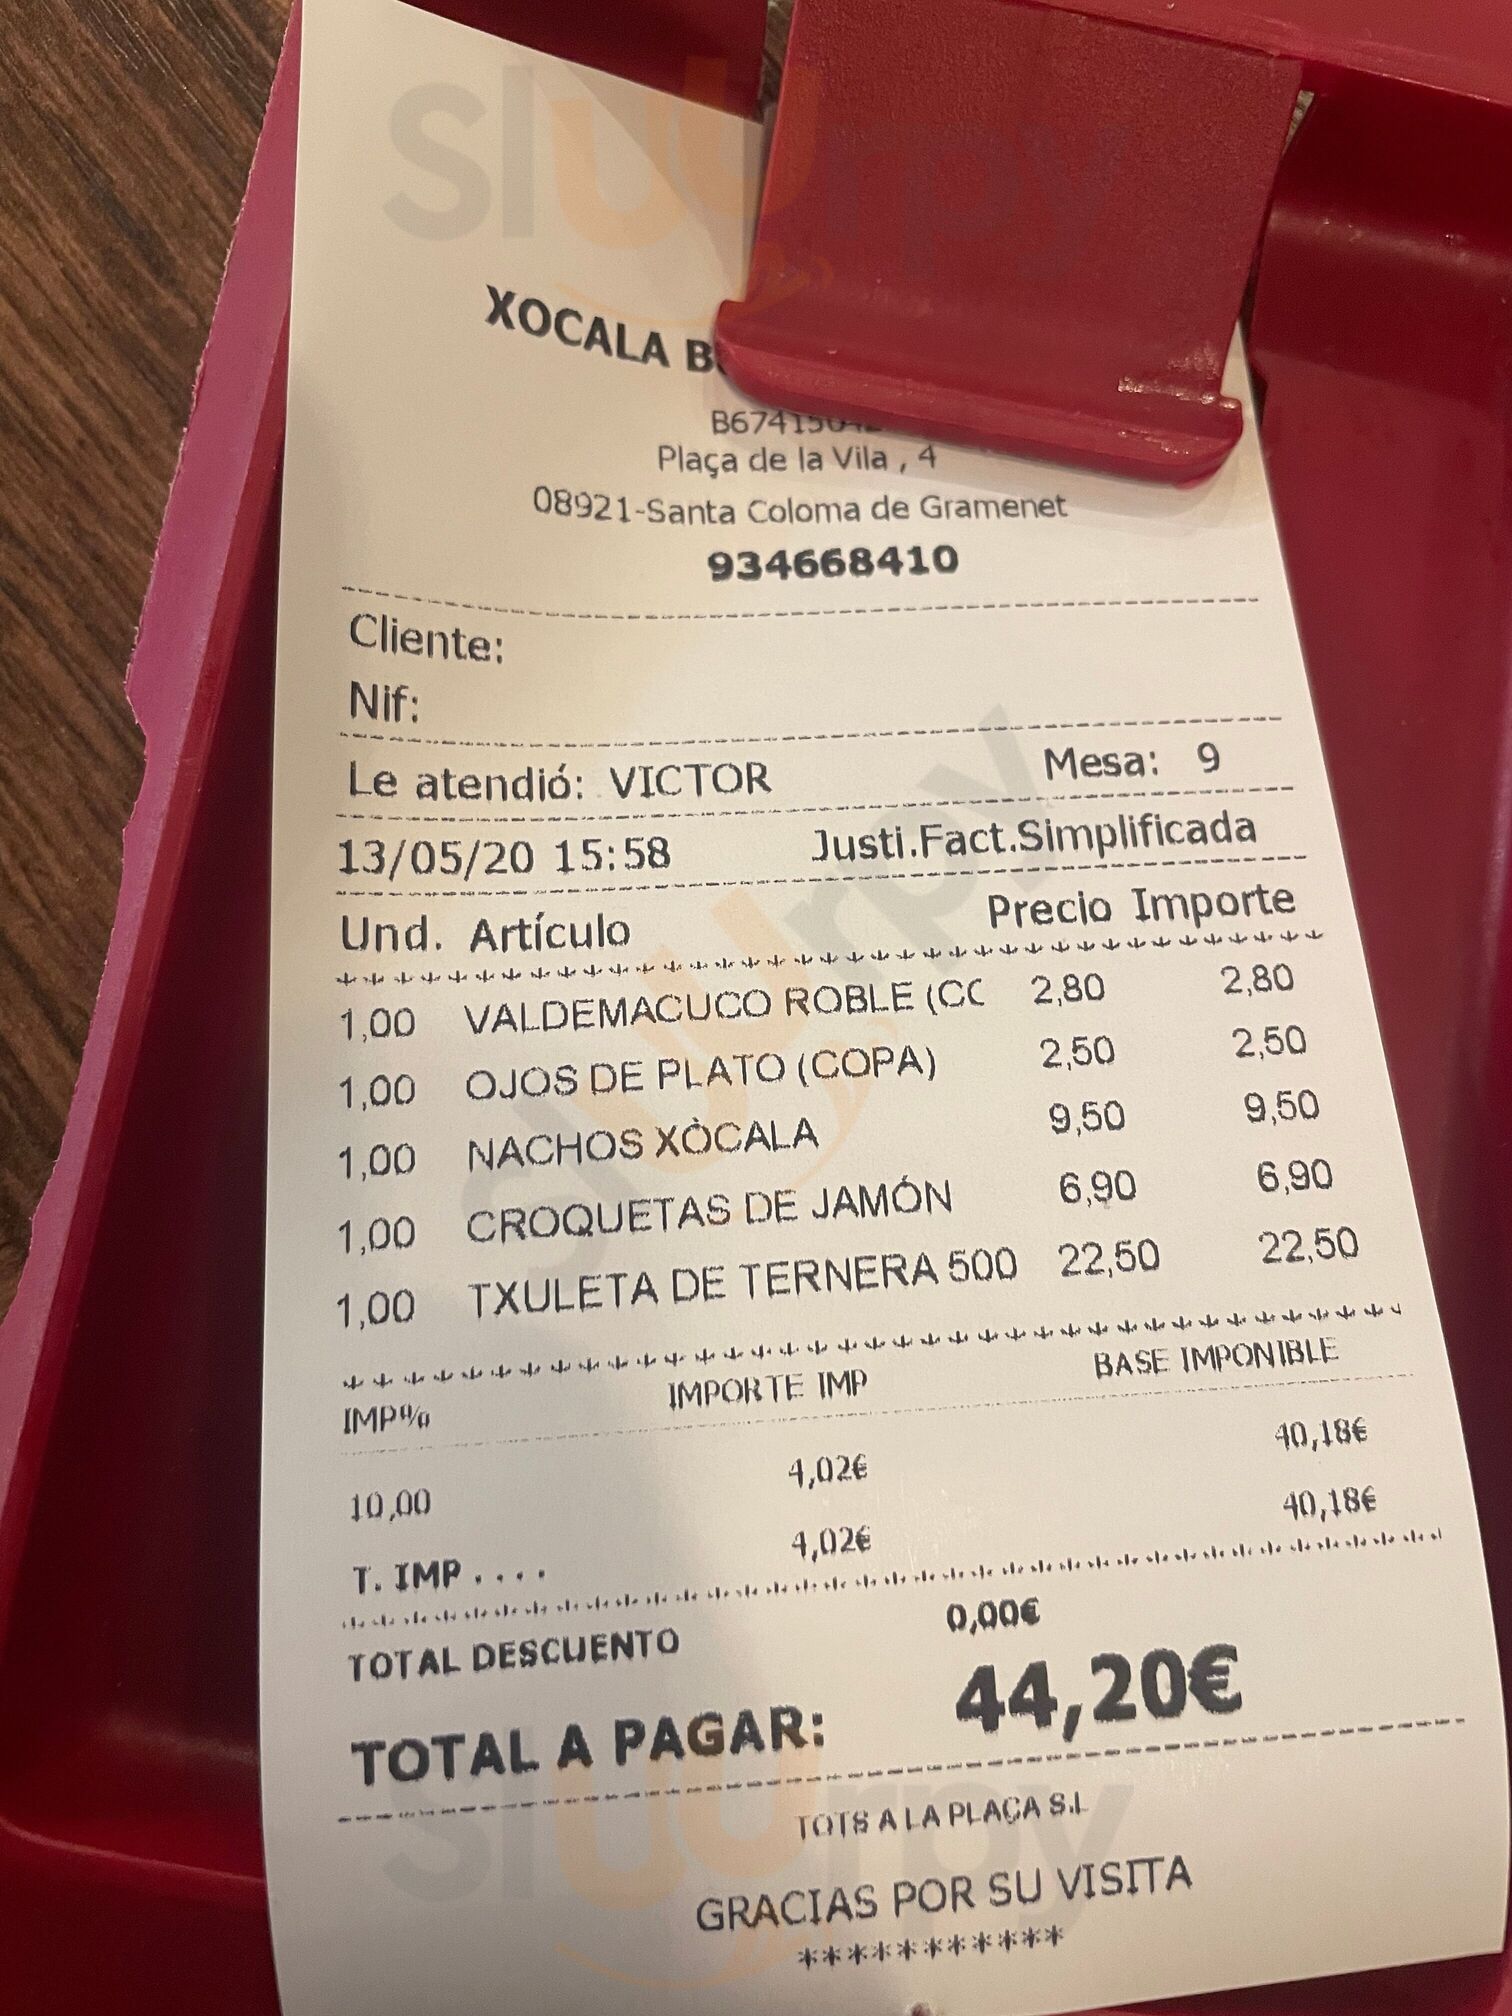 sluurpy
XOCALA
Plaça de la Vila , 4
08921-Santa Coloma de Gramenet
934668410
Cliente:
Nif:
Le atendió: VICTOR Mesa: 9
13/05/20 15:58 Justi.Fact.Simplificada
Und. Artículo Precio Importe
1,00 VALDEMACUCO ROBLE (CC 2,80 2,80
1,00 OJOS DE PLATO (COPA) 2,50 2,50
1,00 NACHOS XÒCALA 9,50 9,50
1,00 CROQUETAS DE JAMÓN 6,90 6,90
1,00 TXULETA DE TERNERA 500 22,50 22,50
IMP% IMPORTE IMP BASE IMPONIBLE
10,00 4,02€ 40,18€
T. IMP .... 4,02€ 40,18€
TOTAL DESCUENTO 0,00€
TOTAL A PAGAR: 44,20€
TOTS A LA PLAÇA S.L
GRACIAS POR SU VISITA
***********
sluurpy
sluurpy